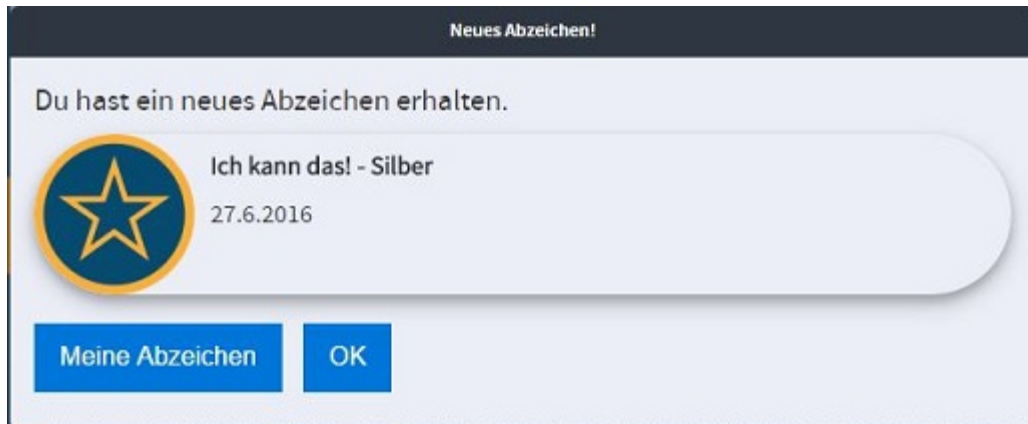 Neues Abzeichen!
Du hast ein neues Abzeichen erhalten.
Ich kann das! - Silber
27.6.2016
Meine Abzeichen
OK